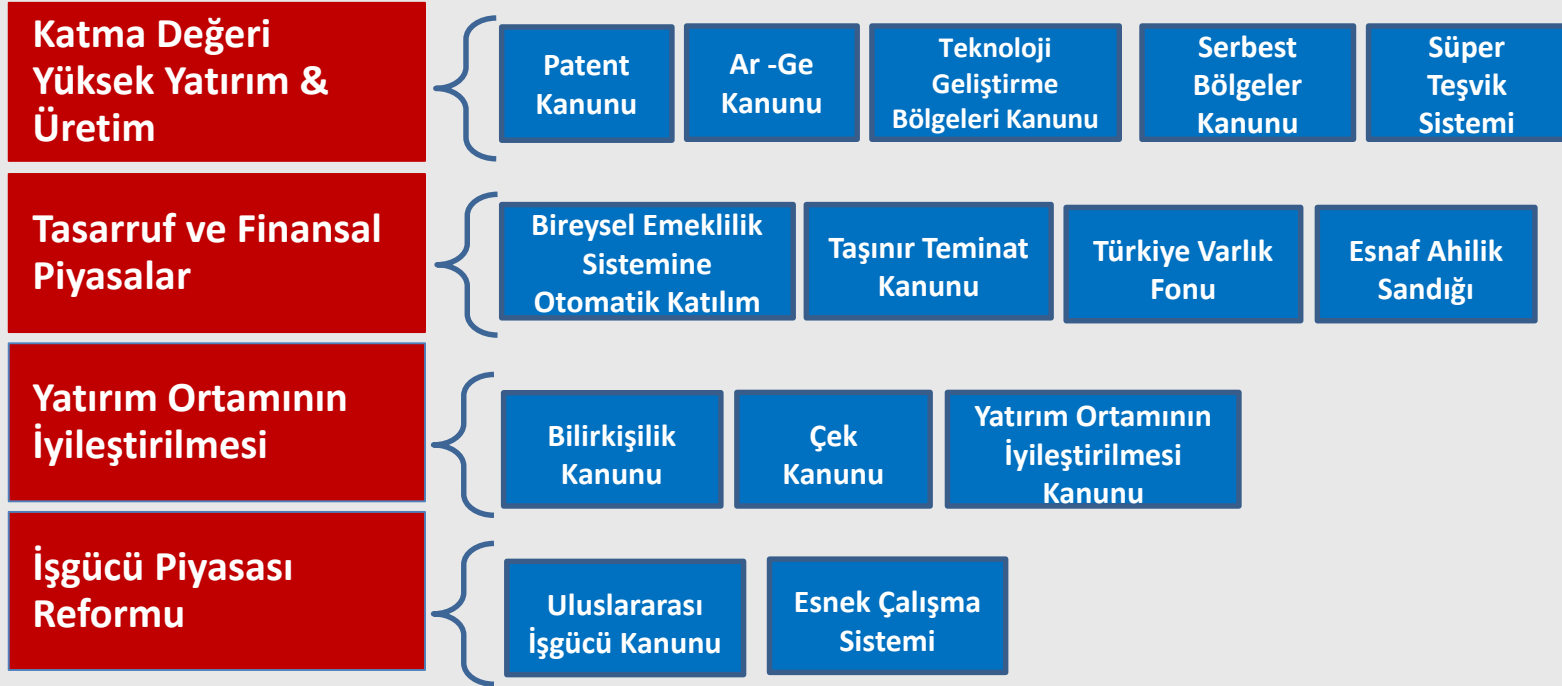 Katma Değeri
Yüksek Yatırım &
Üretim
Patent
Kanunu
Ar -Ge
Kanunu
Teknoloji
Geliştirme
Bölgeleri Kanunu
Serbest
Bölgeler
Kanunu
Süper
Teşvik
Sistemi
Tasarruf ve Finansal
Piyasalar
Bireysel Emeklilik
Sistemine
Otomatik Katılım
Taşınır Teminat
Kanunu
Türkiye Varlık
Fonu
Esnaf Ahilik
Sandığı
Yatırım Ortamının
İyileştirilmesi
Bilirkişilik
Kanunu
Çek
Kanunu
Yatırım Ortamının
İyileştirilmesi
Kanunu
İşgücü Piyasası
Reformu
Uluslararası
İşgücü Kanunu
Esnek Çalışma
Sistemi